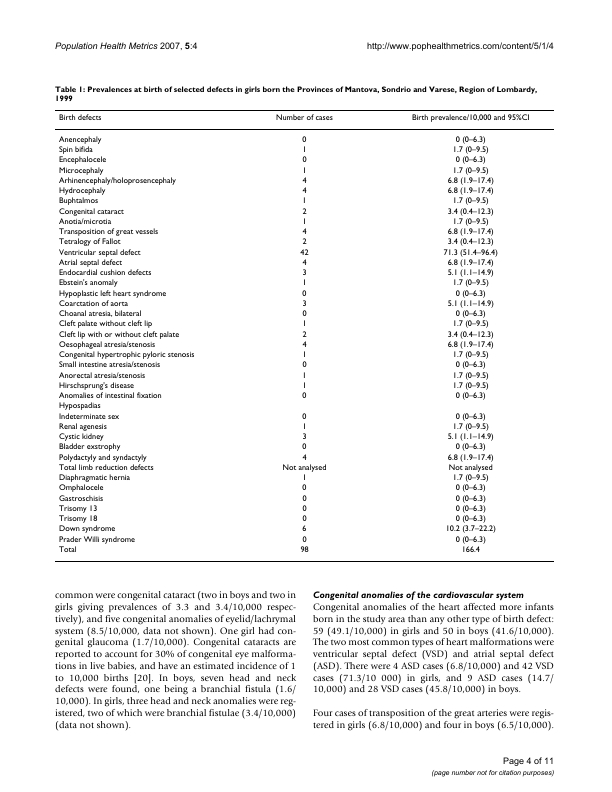 Population Health Metrics 2007, 5:4
http://www.pophealthmetrics.com/content/5/1/4
Table 1: Prevalences at birth of selected defects in girls born the Provinces of Mantova, Sondrio and Varese, Region of Lombardy,
1999
Birth defects Number of cases Birth prevalence/10,000 and 95%CI
Anencephaly 0 0 (0–6.3)
Spin bifida 1 1.7 (0–9.5)
Encephalocele 0 0 (0–6.3)
Microcephaly 1 1.7 (0–9.5)
Arhinencephaly/holoprosencephaly 4 6.8 (1.9–17.4)
Hydrocephaly 4 6.8 (1.9–17.4)
Buphtalmos 1 1.7 (0–9.5)
Congenital cataract 2 3.4 (0.4–12.3)
Anotia/microtia 1 1.7 (0–9.5)
Transposition of great vessels 4 6.8 (1.9–17.4)
Tetralogy of Fallot 2 3.4 (0.4–12.3)
Ventricular septal defect 42 71.3 (51.4–96.4)
Atrial septal defect 4 6.8 (1.9–17.4)
Endocardial cushion defects 3 5.1 (1.1–14.9)
Ebstein's anomaly 1 1.7 (0–9.5)
Hypoplastic left heart syndrome 0 0 (0–6.3)
Coarctation of aorta 3 5.1 (1.1–14.9)
Choanal atresia, bilateral 0 0 (0–6.3)
Cleft palate without cleft lip 1 1.7 (0–9.5)
Cleft lip with or without cleft palate 2 3.4 (0.4–12.3)
Oesophageal atresia/stenosis 4 6.8 (1.9–17.4)
Congenital hypertrophic pyloric stenosis 1 1.7 (0–9.5)
Small intestine atresia/stenosis 0 0 (0–6.3)
Anorectal atresia/stenosis 1 1.7 (0–9.5)
Hirschsprung's disease 1 1.7 (0–9.5)
Anomalies of intestinal fixation 0 0 (0–6.3)
Hypospadias
Indeterminate sex 0 0 (0–6.3)
Renal agenesis 1 1.7 (0–9.5)
Cystic kidney 3 5.1 (1.1–14.9)
Bladder exstrophy 0 0 (0–6.3)
Polydactyly and syndactyly 4 6.8 (1.9–17.4)
Total limb reduction defects Not analysed Not analysed
Diaphragmatic hernia 1 1.7 (0–9.5)
Omphalocele 0 0 (0–6.3)
Gastroschisis 0 0 (0–6.3)
Trisomy 13 0 0 (0–6.3)
Trisomy 18 0 0 (0–6.3)
Down syndrome 6 10.2 (3.7–22.2)
Prader Willi syndrome 0 0 (0–6.3)
Total 98 166.4
common were congenital cataract (two in boys and two in
girls giving prevalences of 3.3 and 3.4/10,000 respec-
tively), and five congenital anomalies of eyelid/lachrymal
system (8.5/10,000, data not shown). One girl had con-
genital glaucoma (1.7/10,000). Congenital cataracts are
reported to account for 30% of congenital eye malforma-
tions in live babies, and have an estimated incidence of 1
to 10,000 births [20]. In boys, seven head and neck
defects were found, one being a branchial fistula (1.6/
10,000). In girls, three head and neck anomalies were reg-
istered, two of which were branchial fistulae (3.4/10,000)
(data not shown).
Congenital anomalies of the cardiovascular system
Congenital anomalies of the heart affected more infants
born in the study area than any other type of birth defect:
59 (49.1/10,000) in girls and 50 in boys (41.6/10,000).
The two most common types of heart malformations were
ventricular septal defect (VSD) and atrial septal defect
(ASD). There were 4 ASD cases (6.8/10,000) and 42 VSD
cases (71.3/10 000) in girls, and 9 ASD cases (14.7/
10,000) and 28 VSD cases (45.8/10,000) in boys.
Four cases of transposition of the great arteries were regis-
tered in girls (6.8/10,000) and four in boys (6.5/10,000).
Page 4 of 11
(page number not for citation purposes)